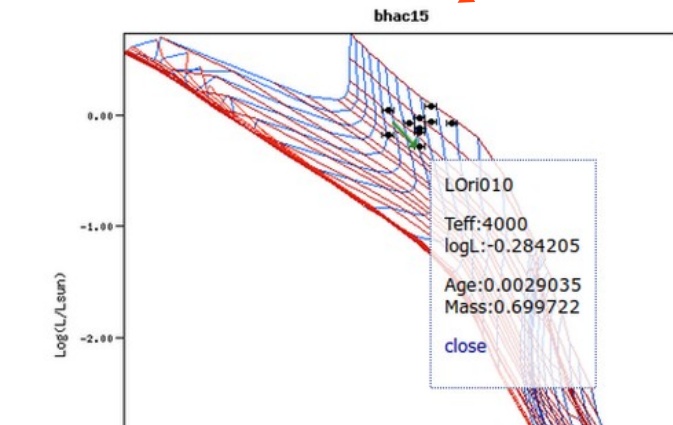 bhac15
0.00
-1.00
-2.00
Log(L/Lsun)
LOri010
Teff:4000
logL:-0.284205
Age:0.0029035
Mass:0.699722
close